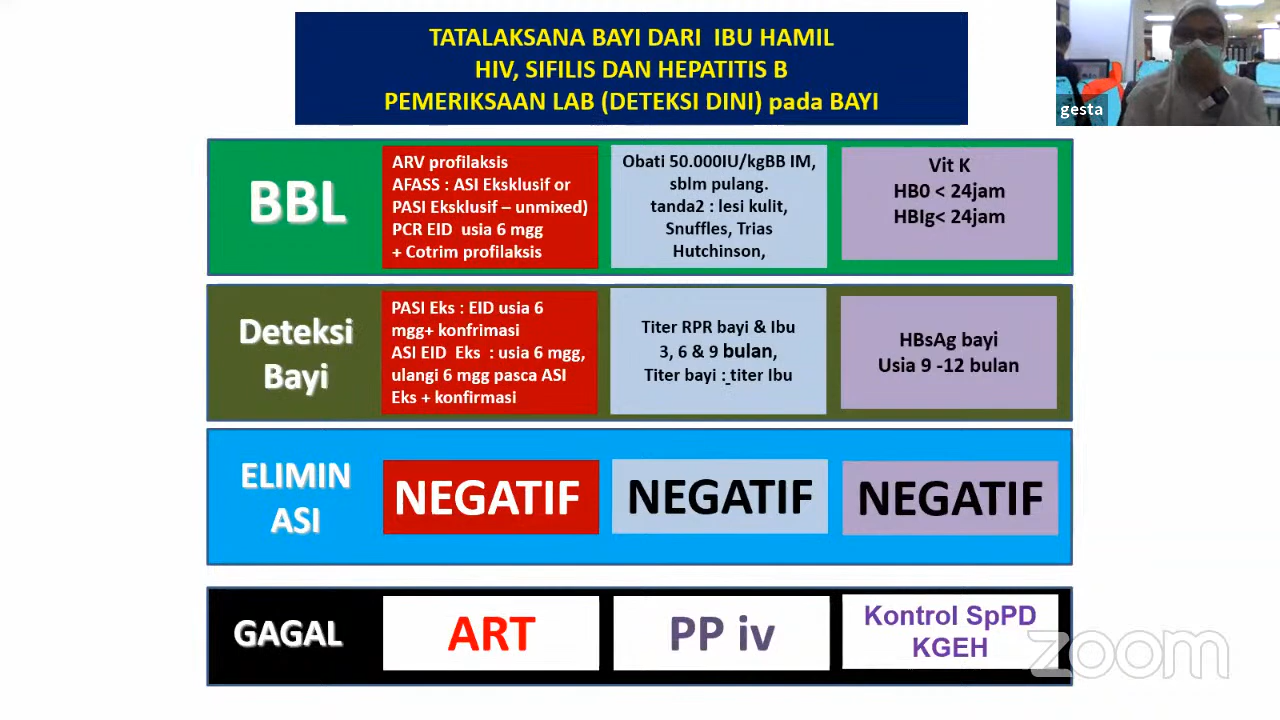 TATALAKSANA BAYI DARI IBU HAMIL
HIV, SIFILIS DAN HEPATITIS B
PEMERIKSAAN LAB (DETEKSI DINI) pada BAYI
gesta
BBL
ARV profilaksis
AFASS : ASI Eksklusif or
PASI Eksklusif – unmixed)
PCR EID usia 6 mgg
+ Cotrim profilaksis
Obati 50.000IU/kgBB IM,
sblm pulang.
tanda2 : lesi kulit,
Snuffles, Trias
Hutchinson,
Vit K
HB0 < 24jam
HBIg< 24jam
Deteksi
Bayi
PASI Eks : EID usia 6
mgg+ konfrimasi
ASI EID Eks : usia 6 mgg,
ulangi 6 mgg pasca ASI
Eks + konfirmasi
Titer RPR bayi & Ibu
3, 6 & 9 bulan,
Titer bayi : titer Ibu
HBsAg bayi
Usia 9 -12 bulan
ELIMIN
ASI
NEGATIF
NEGATIF
NEGATIF
GAGAL
ART
PP iv
Kontrol SpPD
KGEH
zoom